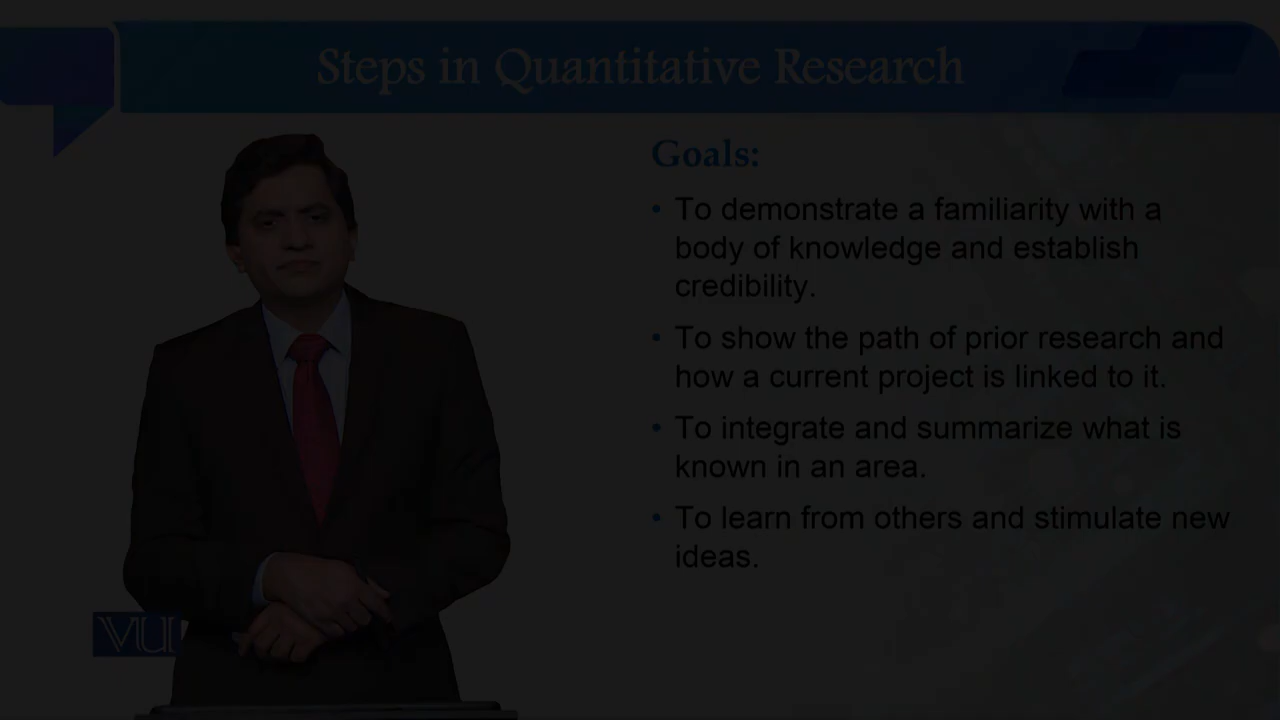 Steps in Quantitative Research
Goals:
• To demonstrate a familiarity with a
body of knowledge and establish
credibility.
• To show the path of prior research and
how a current project is linked to it.
• To integrate and summarize what is
known in an area.
• To learn from others and stimulate new
ideas.
VU